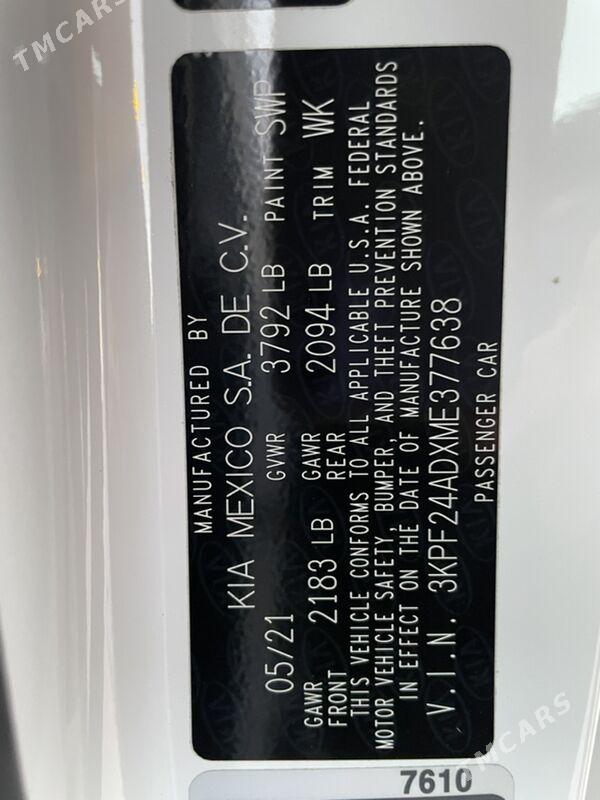 TMCARS
MANUFACTURED BY
KIA MEXICO S.A. DE C.V.
05/21 GVWR 3792 LB PAINT SWP
GAWR FRONT 2183 LB GAWR REAR 2094 LB TRIM WK
THIS VEHICLE CONFORMS TO ALL APPLICABLE U.S.A. FEDERAL
MOTOR VEHICLE SAFETY, BUMPER, AND THEFT PREVENTION STANDARDS
IN EFFECT ON THE DATE OF MANUFACTURE SHOWN ABOVE..
V.I.N. 3KPF24ADXME377638
PASSENGER CAR
7610
TMCARS